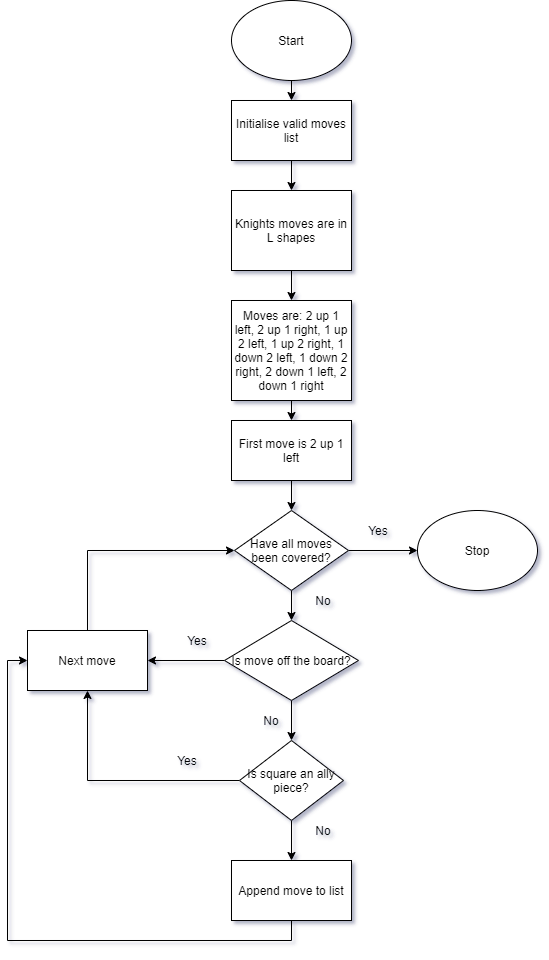 Start
Initialise valid moves
list
Knights moves are in
L shapes
Moves are: 2 up 1
left, 2 up 1 right, 1 up
2 left, 1 up 2 right, 1
down 2 left, 1 down 2
right, 2 down 1 left, 2
down 1 right
First move is 2 up 1
left
Have all moves
been covered?
Yes
Stop
No
Is move off the board?
Yes
Next move
No
Is square an ally
piece?
Yes
No
Append move to list